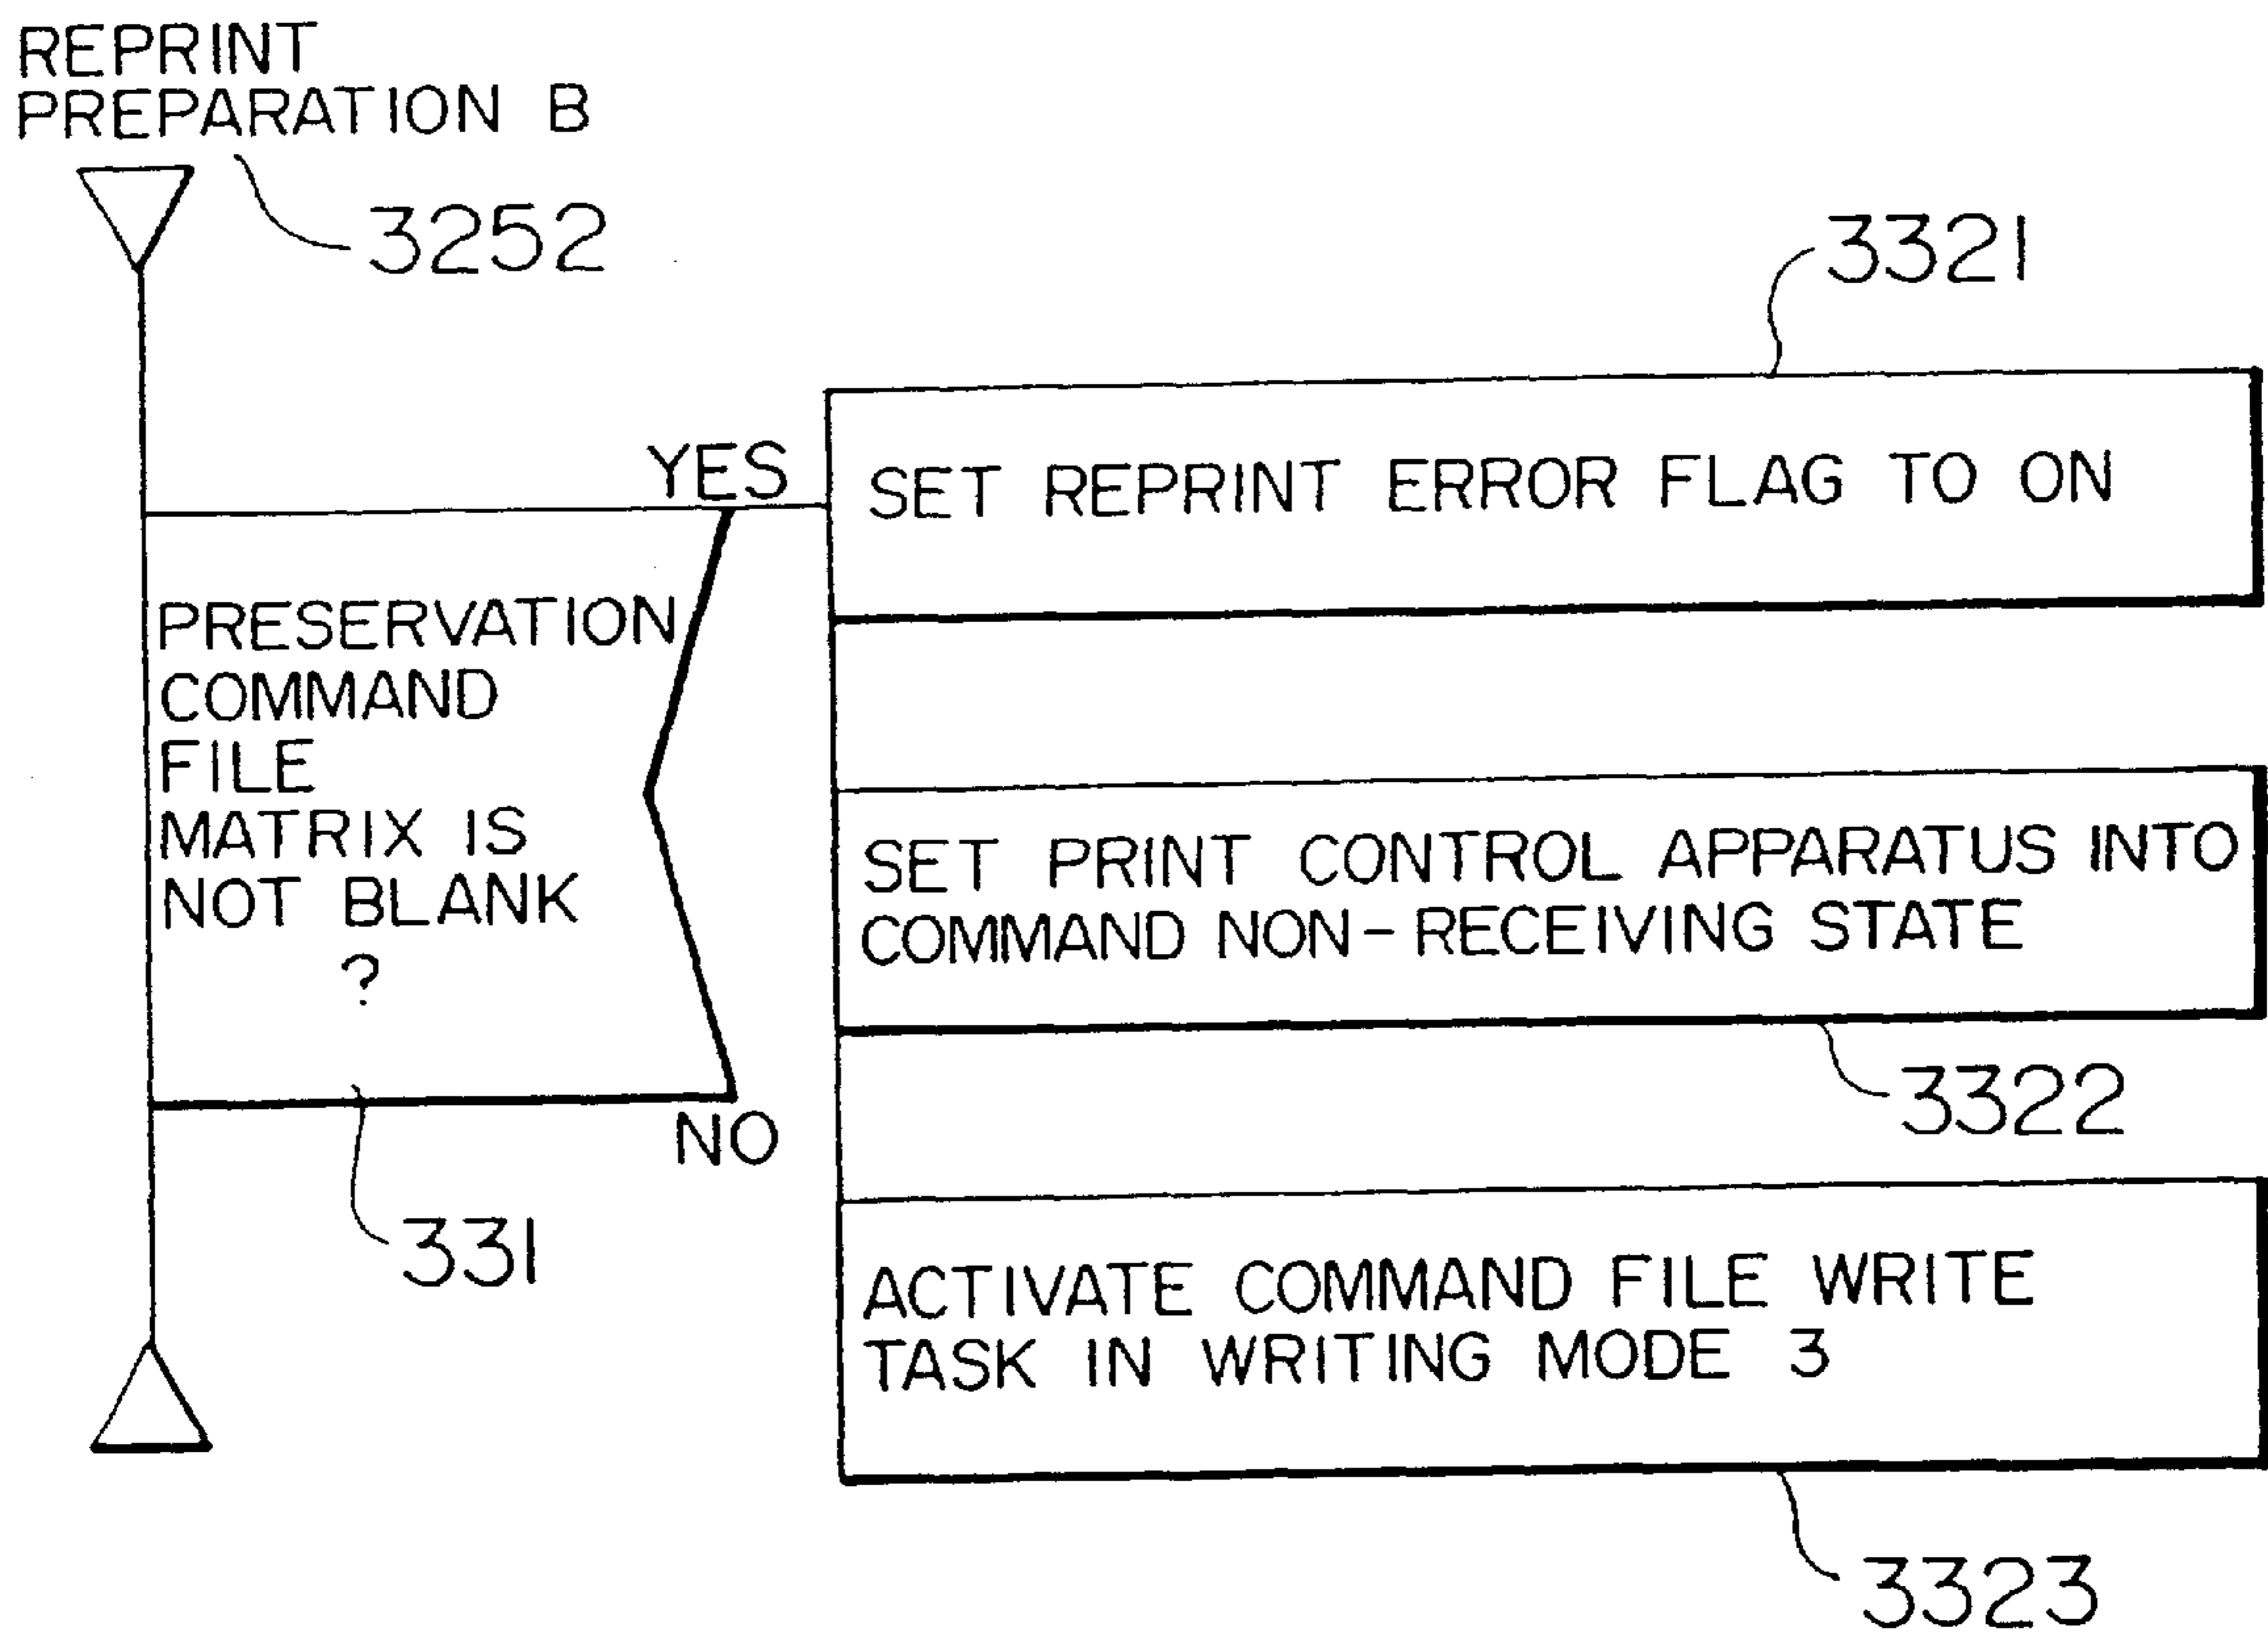 REPRINT
PREPARATION B
3252
3321
YES
SET REPRINT ERROR FLAG TO ON
PRESERVATION
COMMAND
FILE
MATRIX IS
NOT BLANK
?
SET PRINT CONTROL APPARATUS INTO
COMMAND NON-RECEIVING STATE
3322
NO
331
ACTIVATE COMMAND FILE WRITE
TASK IN WRITING MODE 3
3323